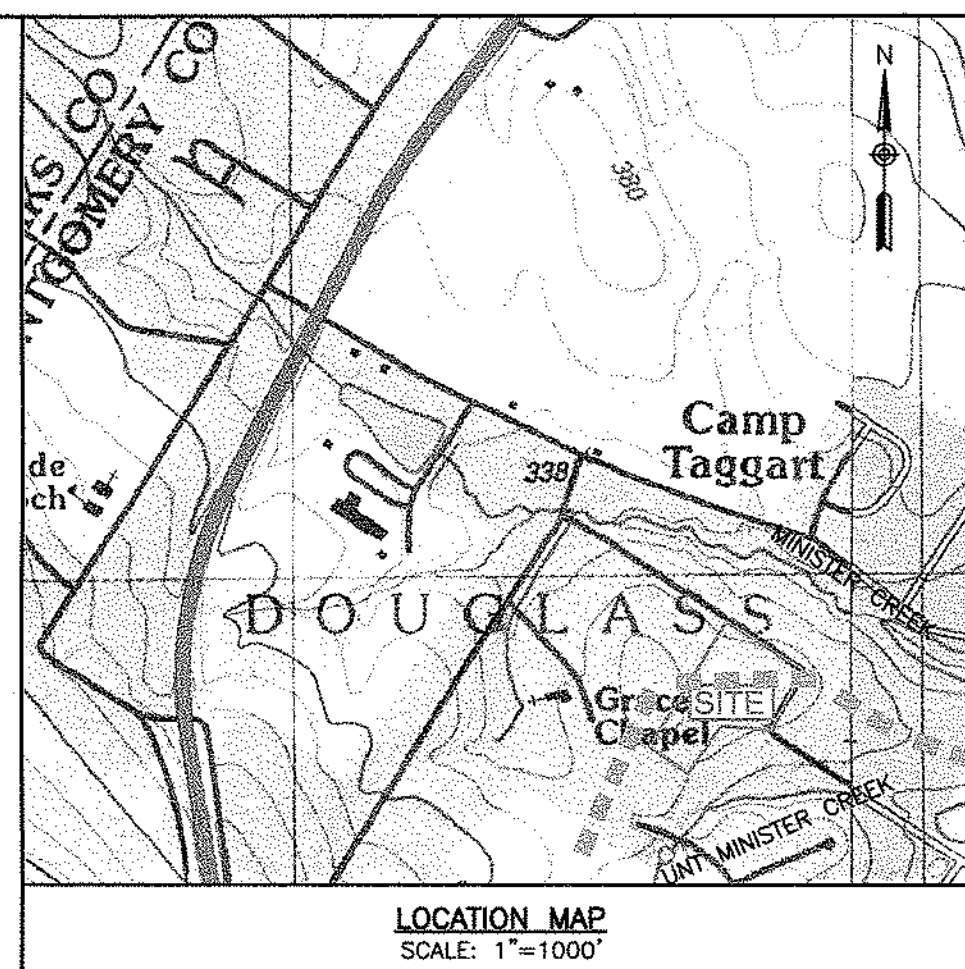 CO
CO
N
380
Camp
Taggart
338
MINISTER CREEK
DOUGLASS
SITE
Chapel
UNT MINISTER CREEK
LOCATION MAP
SCALE: 1"=1000'